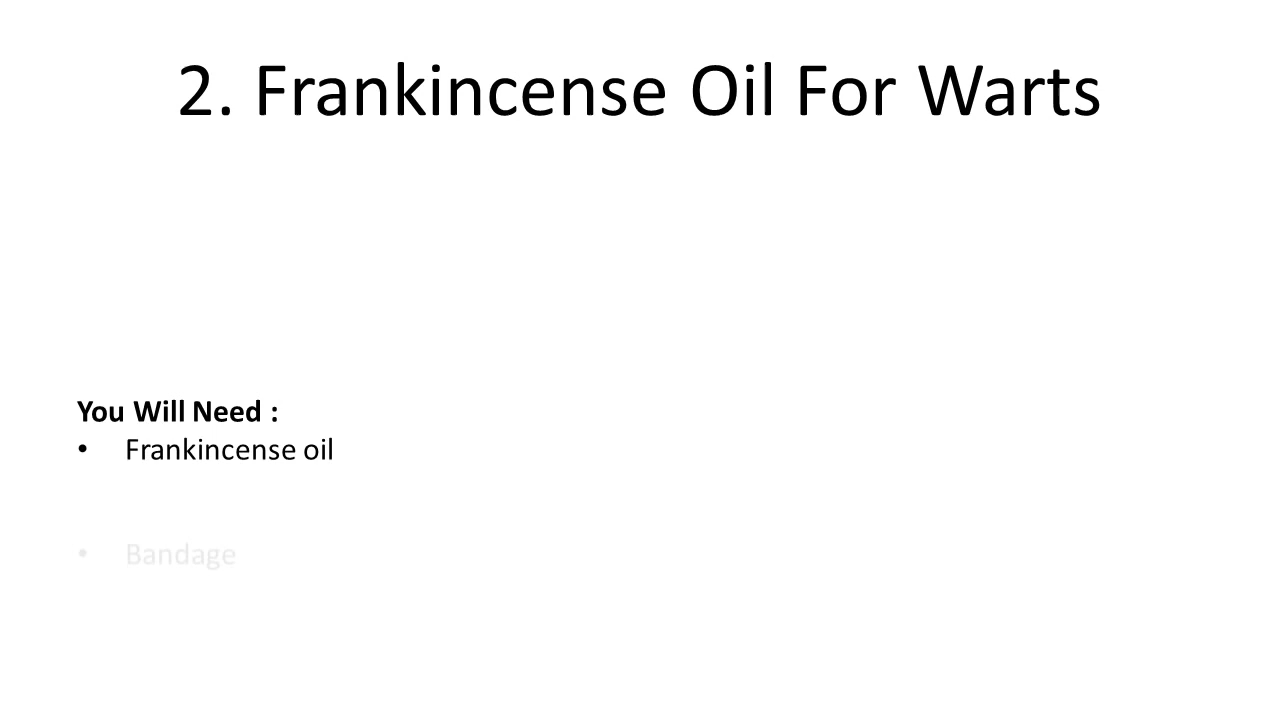 2. Frankincense Oil For Warts
You Will Need :
• Frankincense oil
• Bandage